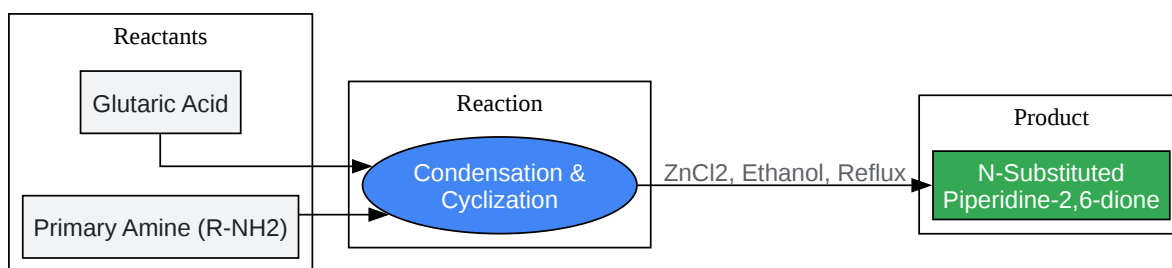 Reactants
Glutaric Acid
Primary Amine (R-NH2)
Reaction
Condensation &
Cyclization
ZnCl2, Ethanol, Reflux
Product
N-Substituted
Piperidine-2,6-dione